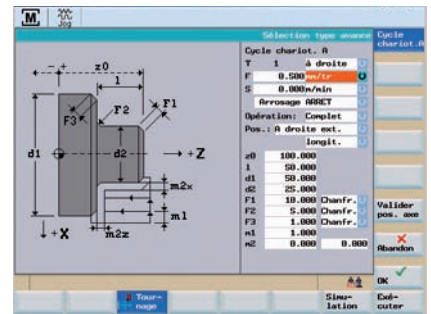 M
Jog
Sélection type avance
Cycle chariot.A
Cycle chariot. A
T 1 à droite
F 0.500 mm/tr
S 0.000 m/min
Arrosage ARRET
Opération: Complet
Pos.: A droite ext.
longit.
z0 100.000
l 50.000
d1 50.000
d2 25.000
F1 10.000 Chanfr.
F2 5.000 Chanfr.
F3 1.000 Chanfr.
m1 1.000
m2 0.000 0.000
- + z0
l
F1
F2
F3
d1
d2
+Z
m2x
m1
+X
m2z
Valider pos. axe
Abandon
OK
Tour-nage
Simu-lation
Exé-cuter